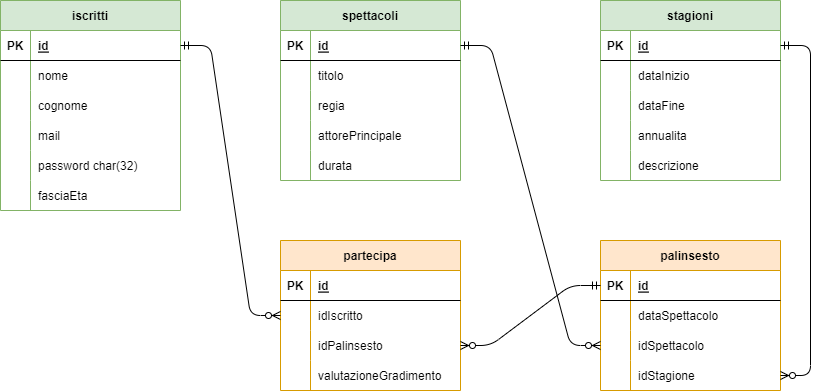 iscritti
PK id
nome
cognome
mail
password char(32)
fasciaEta
spettacoli
PK id
titolo
regia
attorePrincipale
durata
stagioni
PK id
dataInizio
dataFine
annualita
descrizione
partecipa
PK id
idIscritto
idPalinsesto
valutazioneGradimento
palinsesto
PK id
dataSpettacolo
idSpettacolo
idStagione